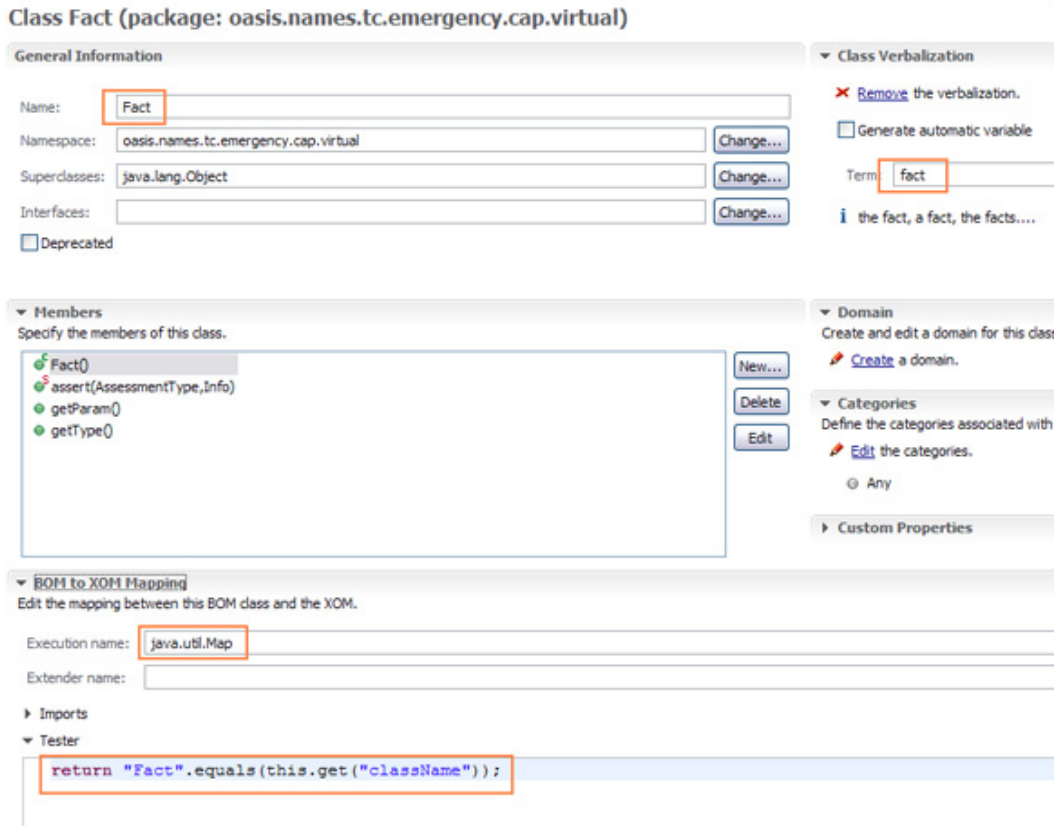 Class Fact (package: oasis.names.tc.emergency.cap.virtual)
General Information
Name: Fact
Namespace: oasis.names.tc.emergency.cap.virtual Change...
Superclasses: java.lang.Object Change...
Interfaces: Change...
Deprecated
Class Verbalization
Remove the verbalization.
Generate automatic variable
Term: fact
i the fact, a fact, the facts....
Members
Specify the members of this class.
C Fact()
S assert(AssessmentType,Info)
getParam()
getType()
New...
Delete
Edit
Domain
Create and edit a domain for this class
Create a domain.
Categories
Define the categories associated with
Edit the categories.
Any
Custom Properties
BOM to XOM Mapping
Edit the mapping between this BOM class and the XOM.
Execution name: java.util.Map
Extender name:
Imports
Tester
return "Fact".equals(this.get("className"));